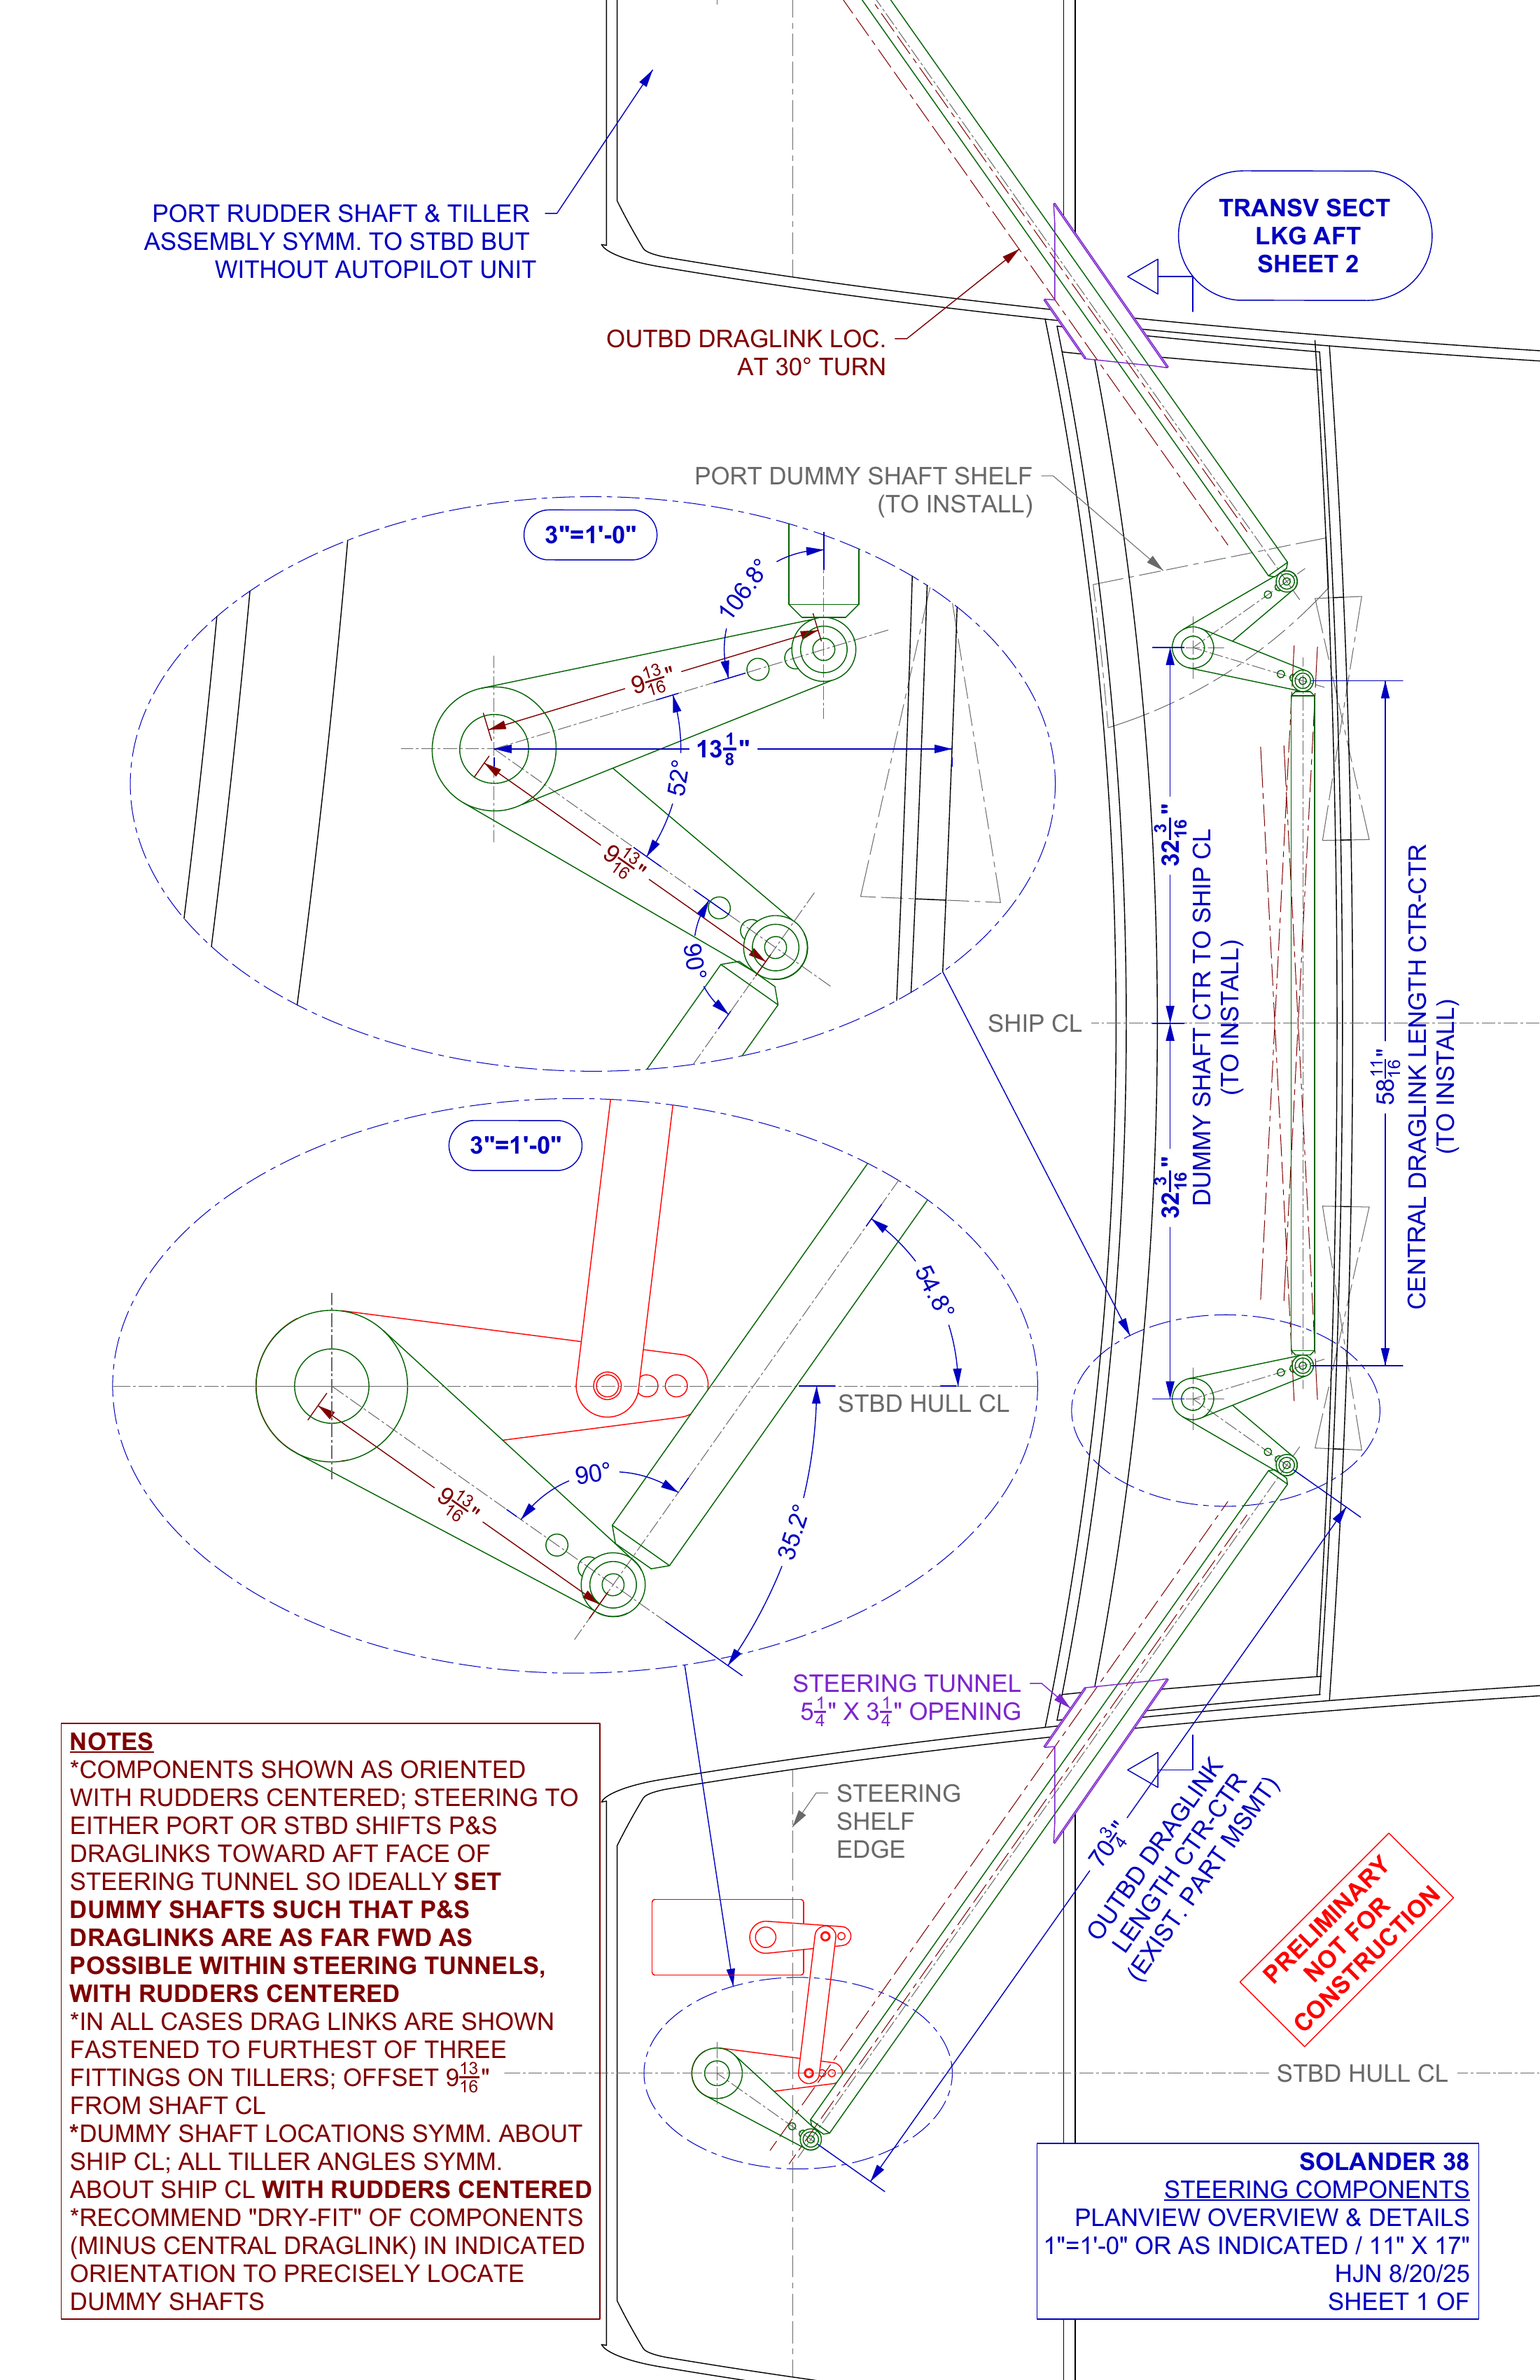 PORT RUDDER SHAFT & TILLER
ASSEMBLY SYMM. TO STBD BUT
WITHOUT AUTOPILOT UNIT
TRANSV SECT
LKG AFT
SHEET 2
OUTBD DRAGLINK LOC.
AT 30° TURN
PORT DUMMY SHAFT SHELF
(TO INSTALL)
3"=1'-0"
106.8°
9 13/16"
13 1/8"
52°
9 13/16"
90°
32 3/16"
32 3/16"
DUMMY SHAFT CTR TO SHIP CL
(TO INSTALL)
SHIP CL
58 11/16"
CENTRAL DRAGLINK LENGTH CTR-CTR
(TO INSTALL)
3"=1'-0"
54.8°
STBD HULL CL
90°
9 13/16"
35.2°
STEERING TUNNEL
5 1/4" X 3 1/4" OPENING
STEERING
SHELF
EDGE
70 3/4"
OUTBD DRAGLINK
LENGTH CTR-CTR
(EXIST. PART MSMT)
PRELIMINARY
NOT FOR
CONSTRUCTION
STBD HULL CL
NOTES
*COMPONENTS SHOWN AS ORIENTED
WITH RUDDERS CENTERED; STEERING TO
EITHER PORT OR STBD SHIFTS P&S
DRAGLINKS TOWARD AFT FACE OF
STEERING TUNNEL SO IDEALLY SET
DUMMY SHAFTS SUCH THAT P&S
DRAGLINKS ARE AS FAR FWD AS
POSSIBLE WITHIN STEERING TUNNELS,
WITH RUDDERS CENTERED
*IN ALL CASES DRAG LINKS ARE SHOWN
FASTENED TO FURTHEST OF THREE
FITTINGS ON TILLERS; OFFSET 9 13/16"
FROM SHAFT CL
*DUMMY SHAFT LOCATIONS SYMM. ABOUT
SHIP CL; ALL TILLER ANGLES SYMM.
ABOUT SHIP CL WITH RUDDERS CENTERED
*RECOMMEND "DRY-FIT" OF COMPONENTS
(MINUS CENTRAL DRAGLINK) IN INDICATED
ORIENTATION TO PRECISELY LOCATE
DUMMY SHAFTS
SOLANDER 38
STEERING COMPONENTS
PLANVIEW OVERVIEW & DETAILS
1"=1'-0" OR AS INDICATED / 11" X 17"
HJN 8/20/25
SHEET 1 OF